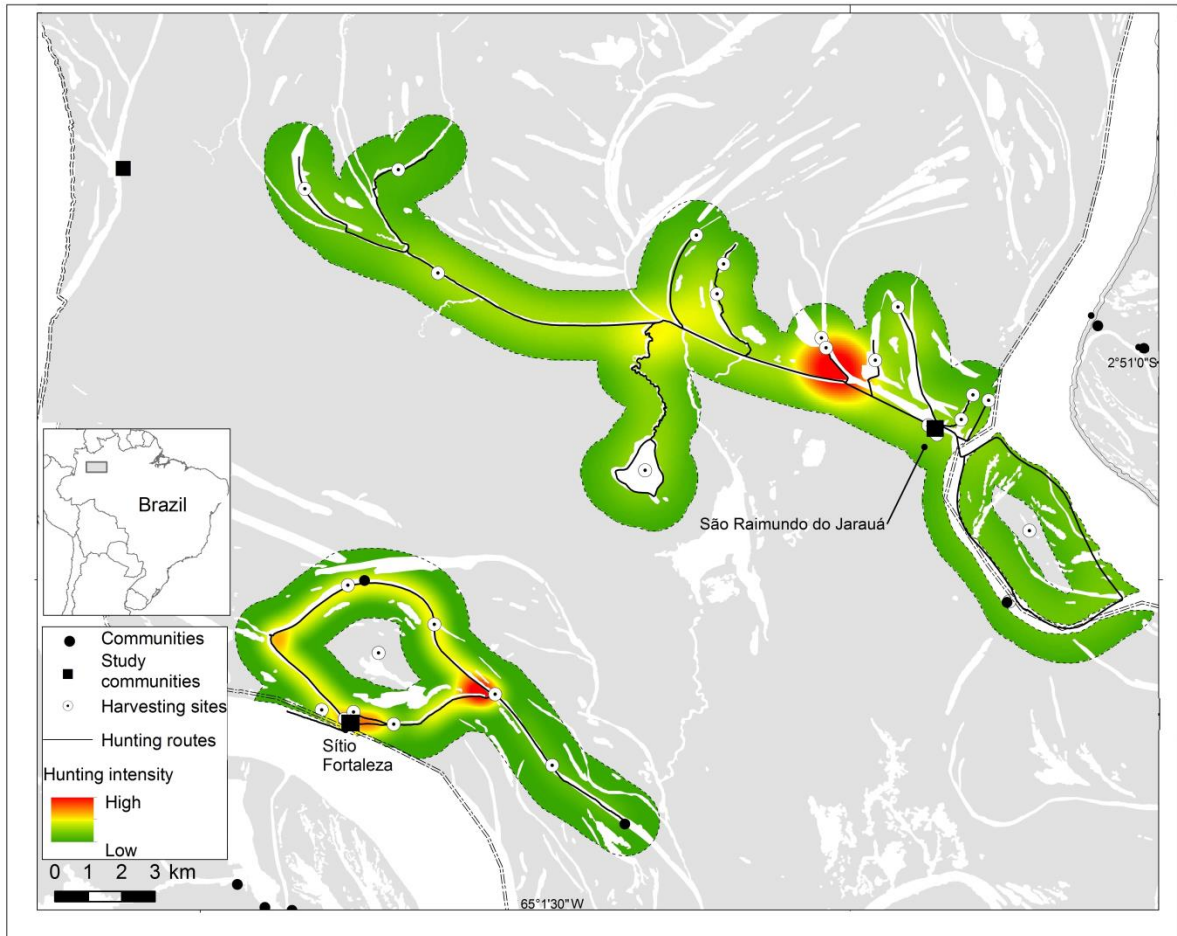 2°51'0"S
Brazil
São Raimundo do Jarauá
Communities
Study
communities
Harvesting sites
Hunting routes
Hunting intensity
High
Low
Sítio
Fortaleza
0 1 2 3 km
65°1'30"W